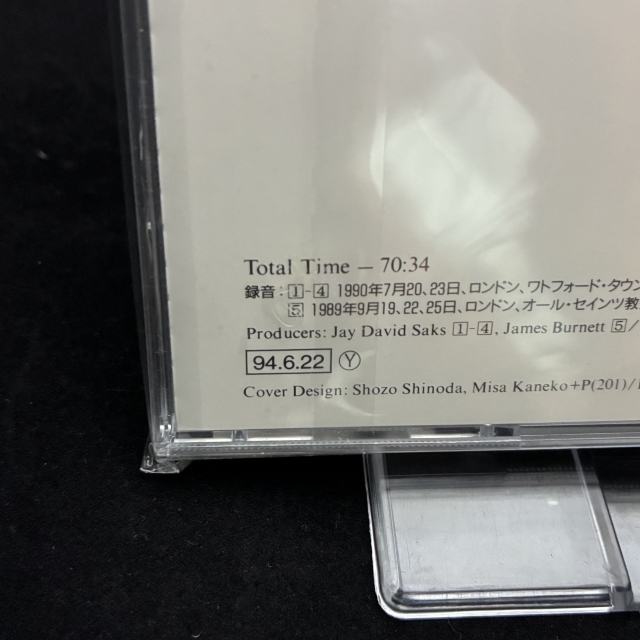 Total Time — 70:34
録音：1-4 1990年7月20、23日、ロンドン、ワトフォード・タウン
5 1989年9月19、22、25日、ロンドン、オール・セインツ教
Producers: Jay David Saks 1-4, James Burnett 5/
94.6.22 Y
Cover Design: Shozo Shinoda, Misa Kaneko+P(201)/